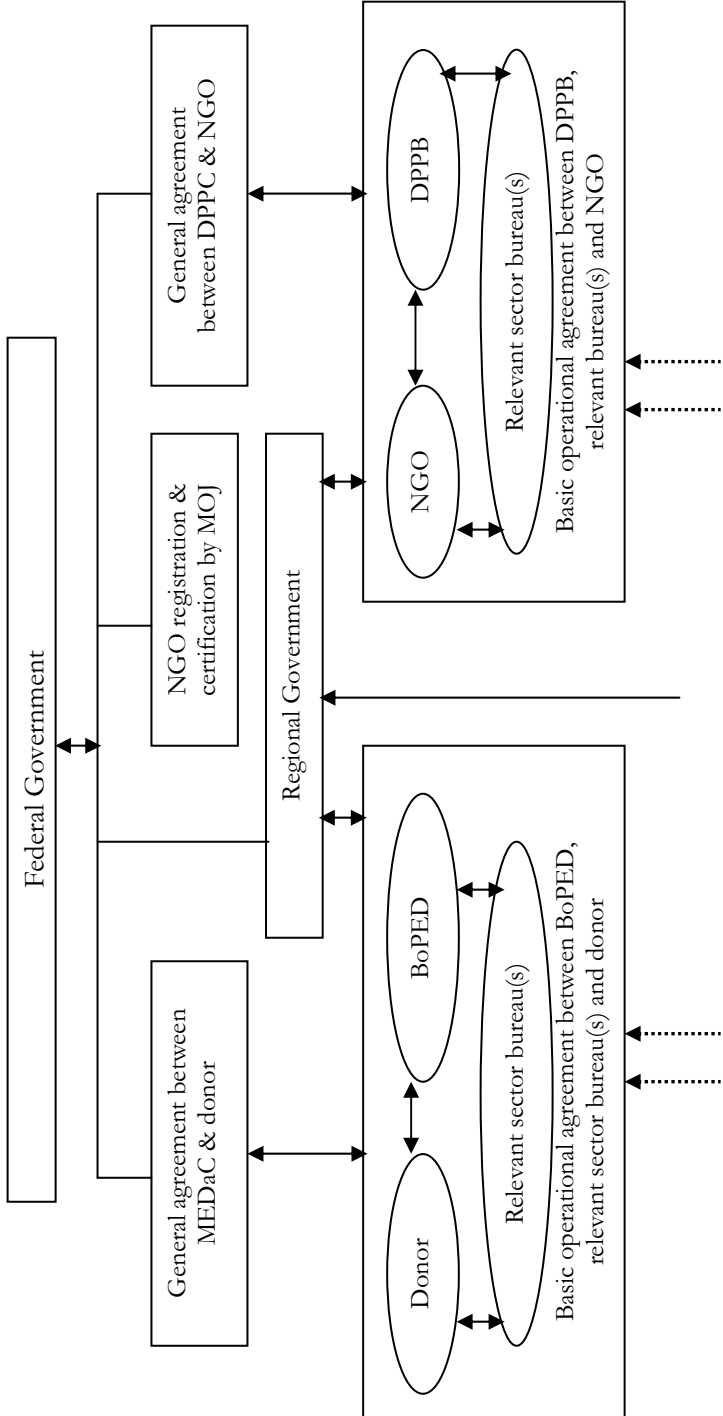 Federal Government
General agreement between
MEDaC & donor
NGO registration &
certification by MOJ
General agreement
between DPPC & NGO
Regional Government
Donor
BoPED
Relevant sector bureau(s)
Basic operational agreement between BoPED,
relevant sector bureau(s) and donor
NGO
DPPB
Relevant sector bureau(s)
Basic operational agreement between DPPB,
relevant bureau(s) and NGO